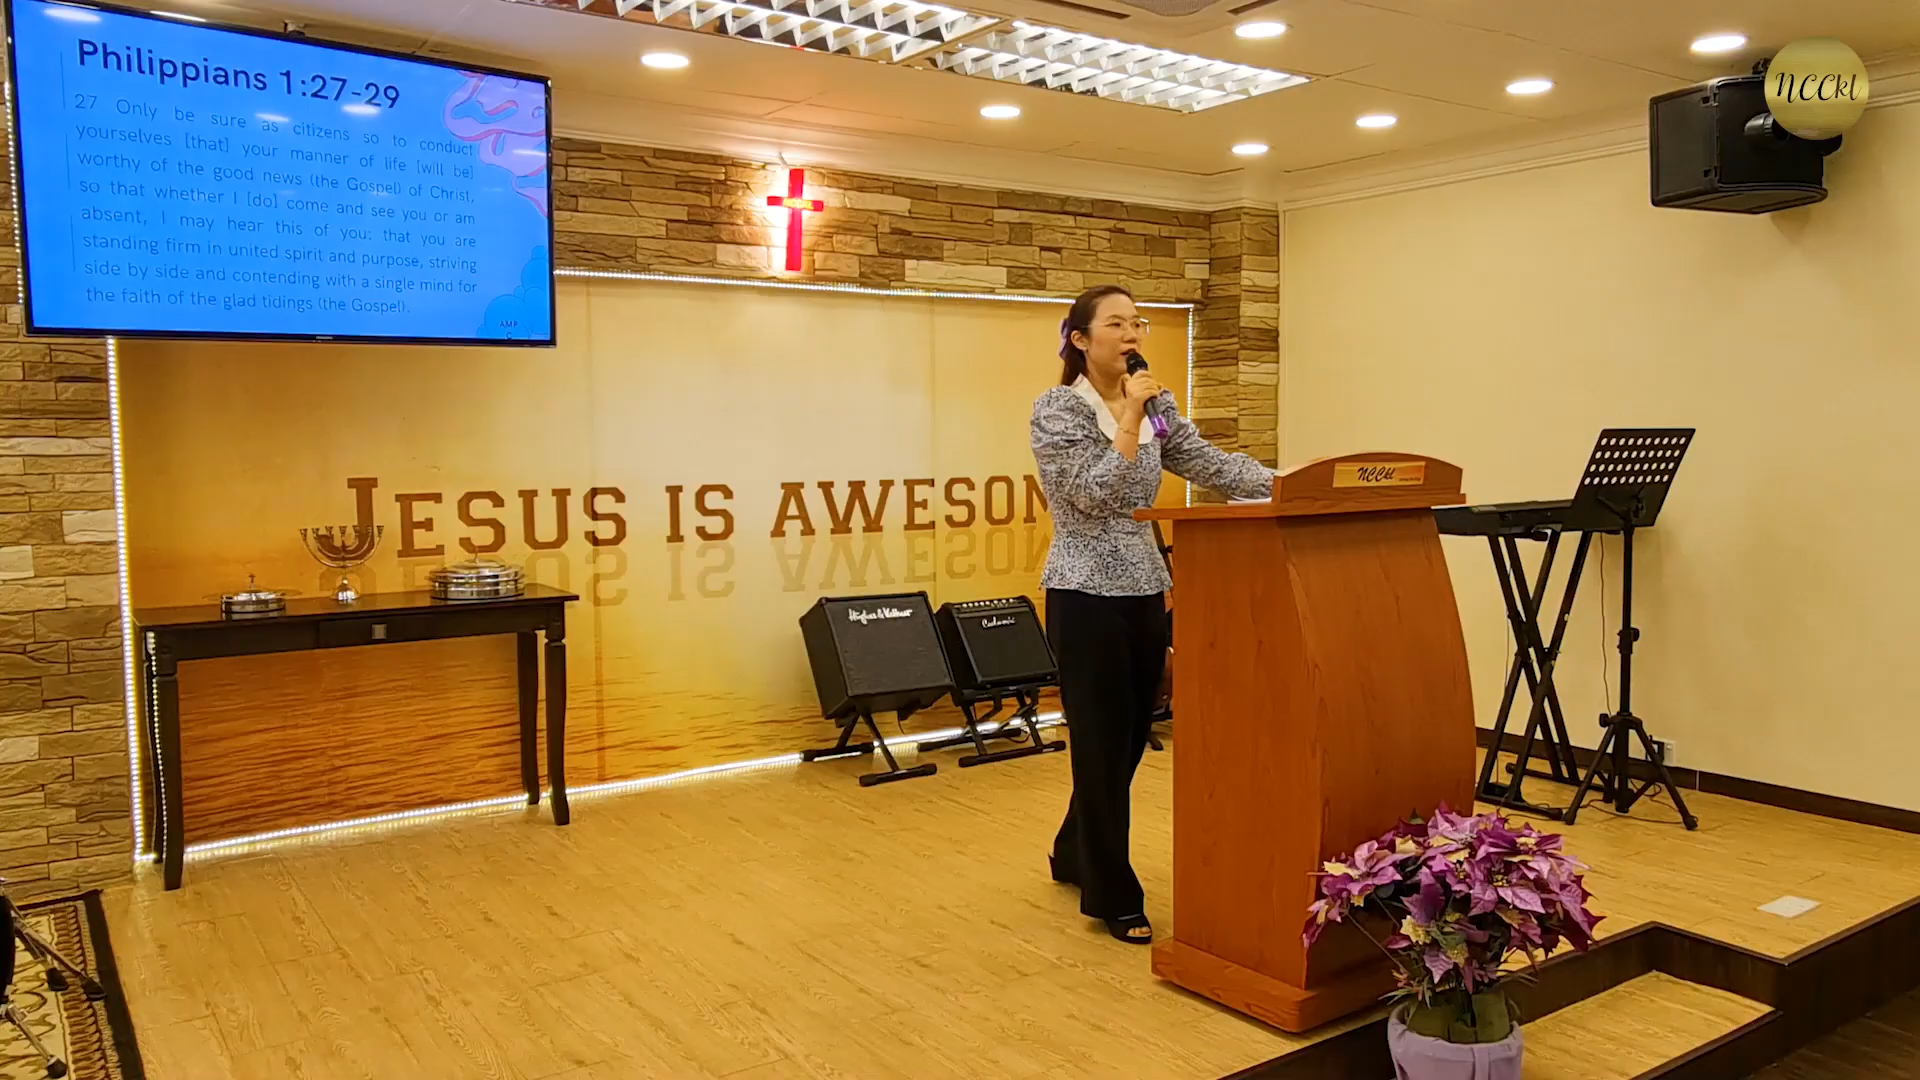 Philippians 1:27-29
27 Only be sure as citizens so to conduct
yourselves [that] your manner of life [will be]
worthy of the good news (the Gospel) of Christ,
so that whether I [do] come and see you or am
absent, I may hear this of you: that you are
standing firm in united spirit and purpose, striving
side by side and contending with a single mind for
the faith of the glad tidings (the Gospel).
AMP
C
NCCkl
JESUS IS AWESOM
Hughes & Kettner
NCCkl